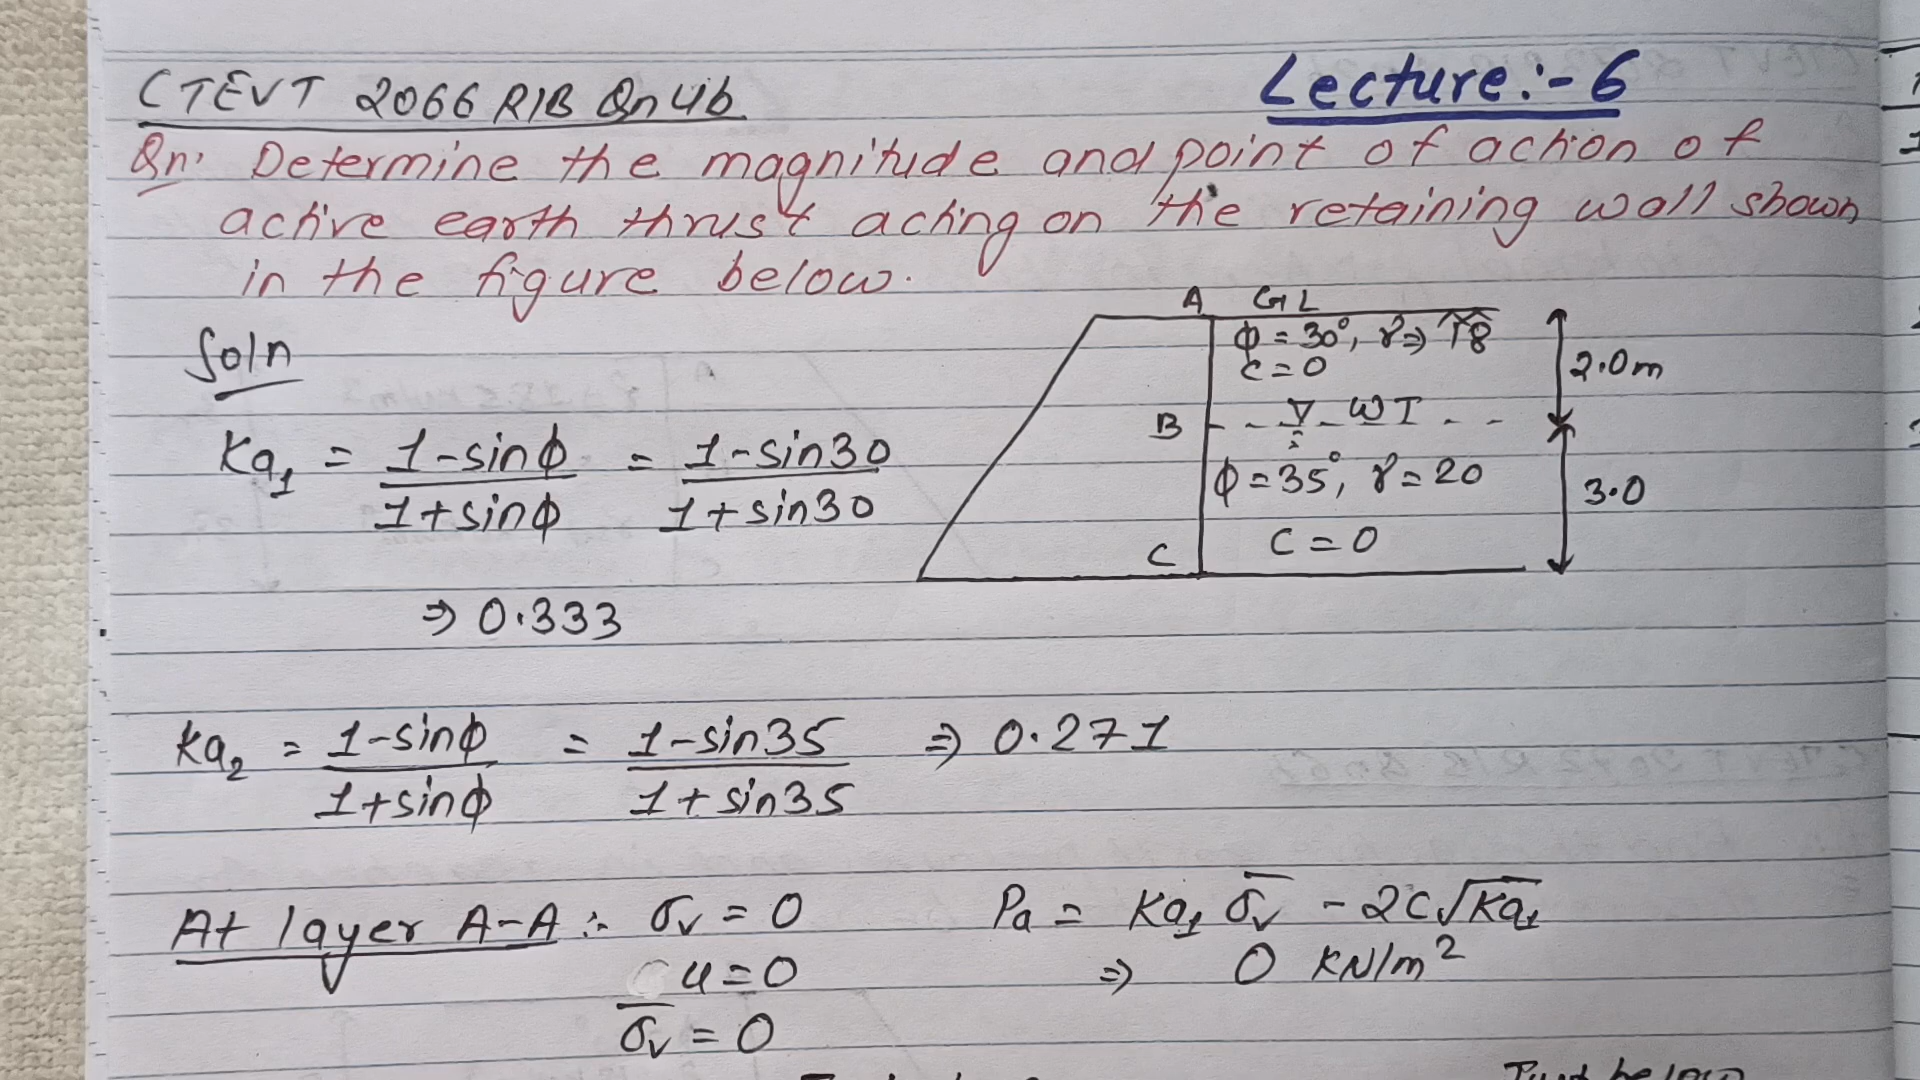 CTEVT 2066 R/B Qn 4b
Lecture:- 6
Qn: Determine the magnitude and point of action of
active earth thrust acting on the retaining wall shown
in the figure below.
Soln
A GL
ϕ = 30°, γ ⇒ 18
c = 0
2.0m
B WT
ϕ = 35°, γ = 20
3.0
C c = 0
Ka₁ = 1-sinϕ / 1+sinϕ = 1-sin30 / 1+sin30
⇒ 0.333
Ka₂ = 1-sinϕ / 1+sinϕ = 1-sin35 / 1+sin35 ⇒ 0.271
At layer A-A :- σv = 0 Pa = Ka₁ σ̅v - 2C√Ka₁
u = 0 ⇒ 0 KN/m²
σ̅v = 0
Just below